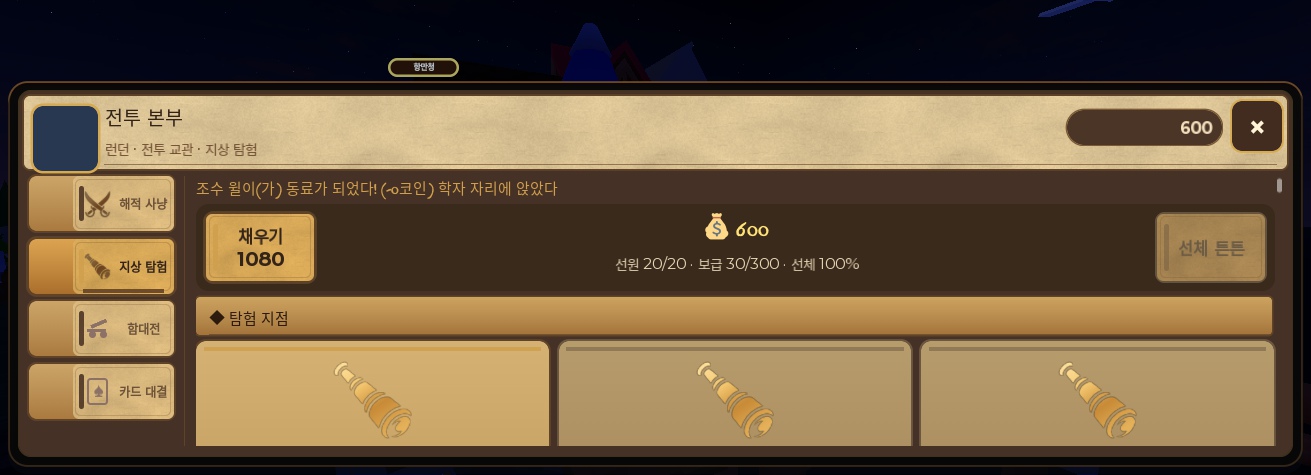 항만청
전투 본부
런던 · 전투 교관 · 지상 탐험
600
×
해적 사냥
지상 탐험
함대전
카드 대결
조수 월이(가) 동료가 되었다! (-0코인) 학자 자리에 앉았다
채우기
1080
600
선원 20/20 · 보급 30/300 · 선체 100%
선체 튼튼
◆ 탐험 지점